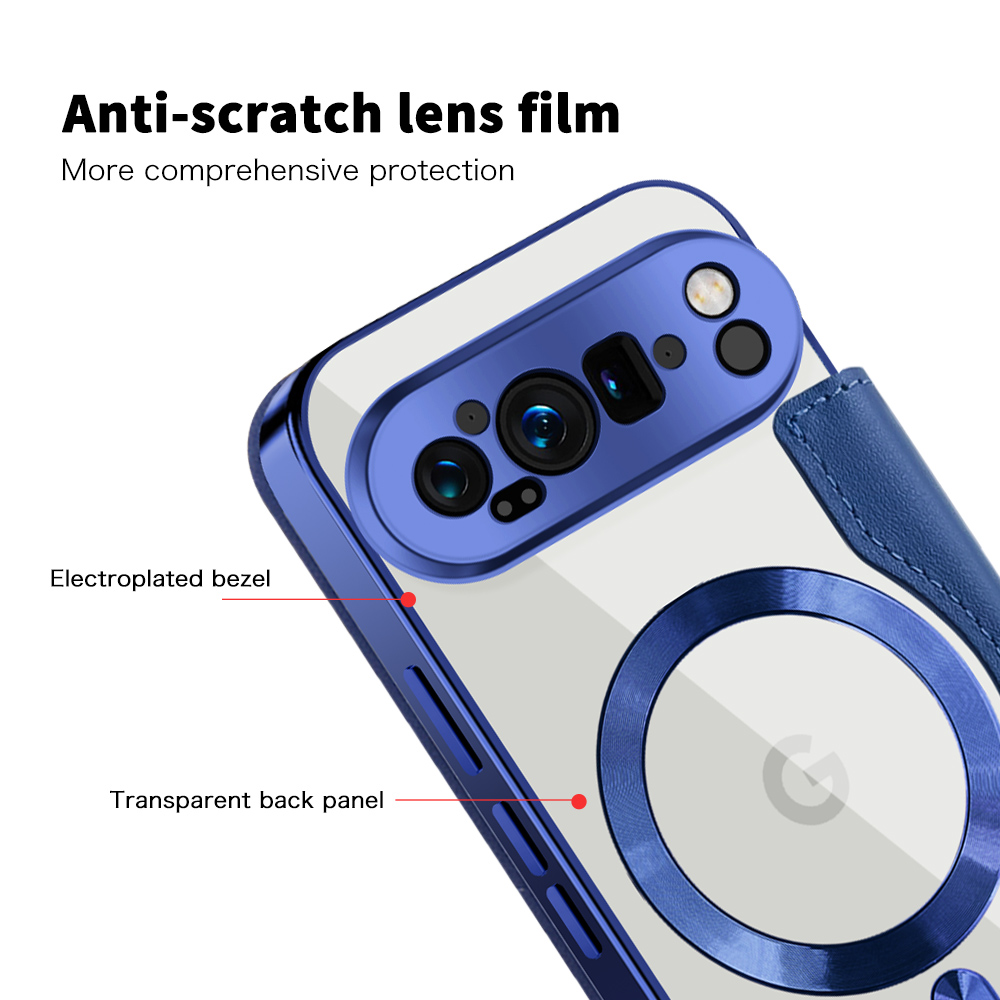 Anti-scratch lens film
More comprehensive protection
Electroplated bezel
Transparent back panel